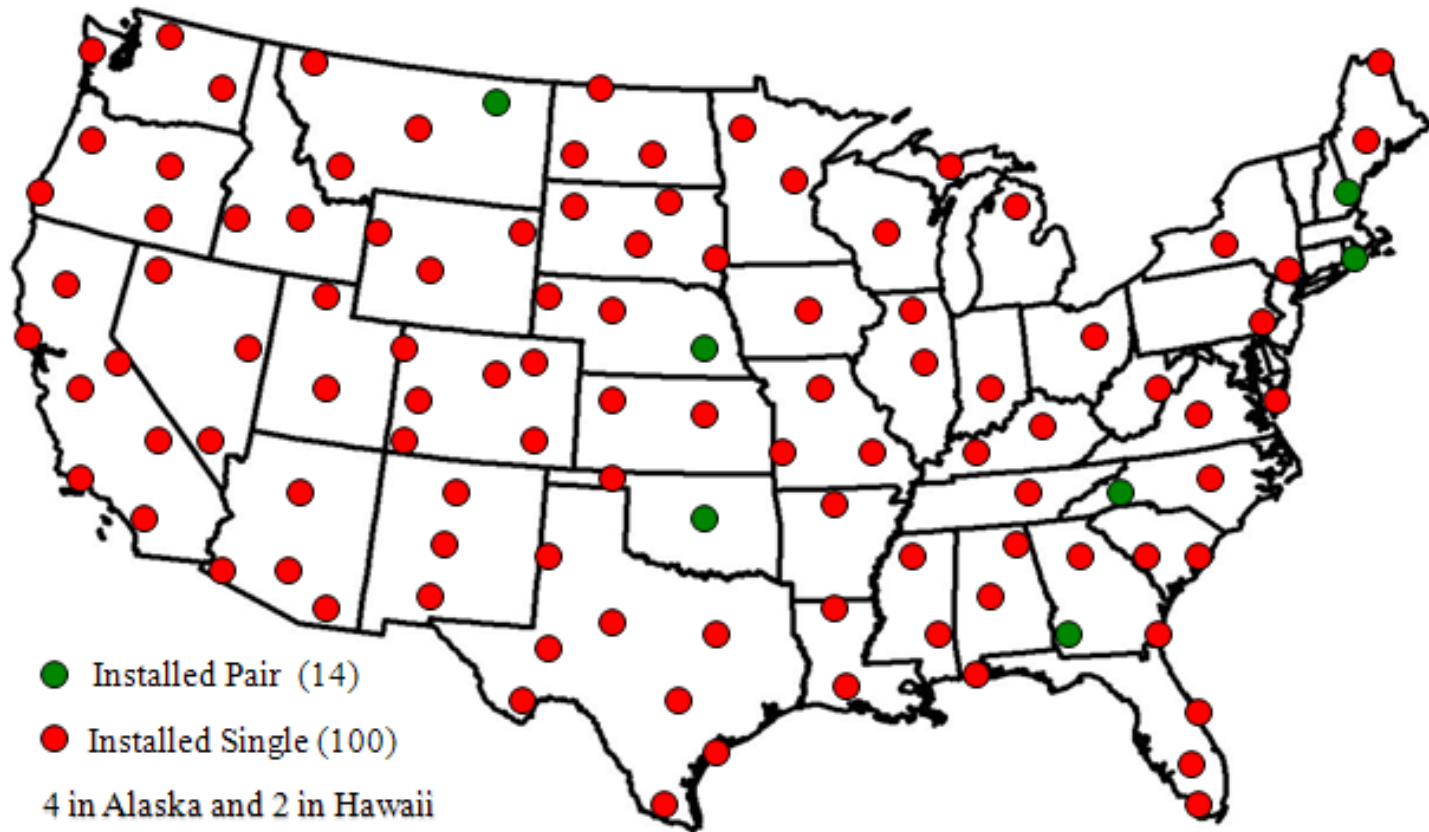 Installed Pair (14)
Installed Single (100)
4 in Alaska and 2 in Hawaii